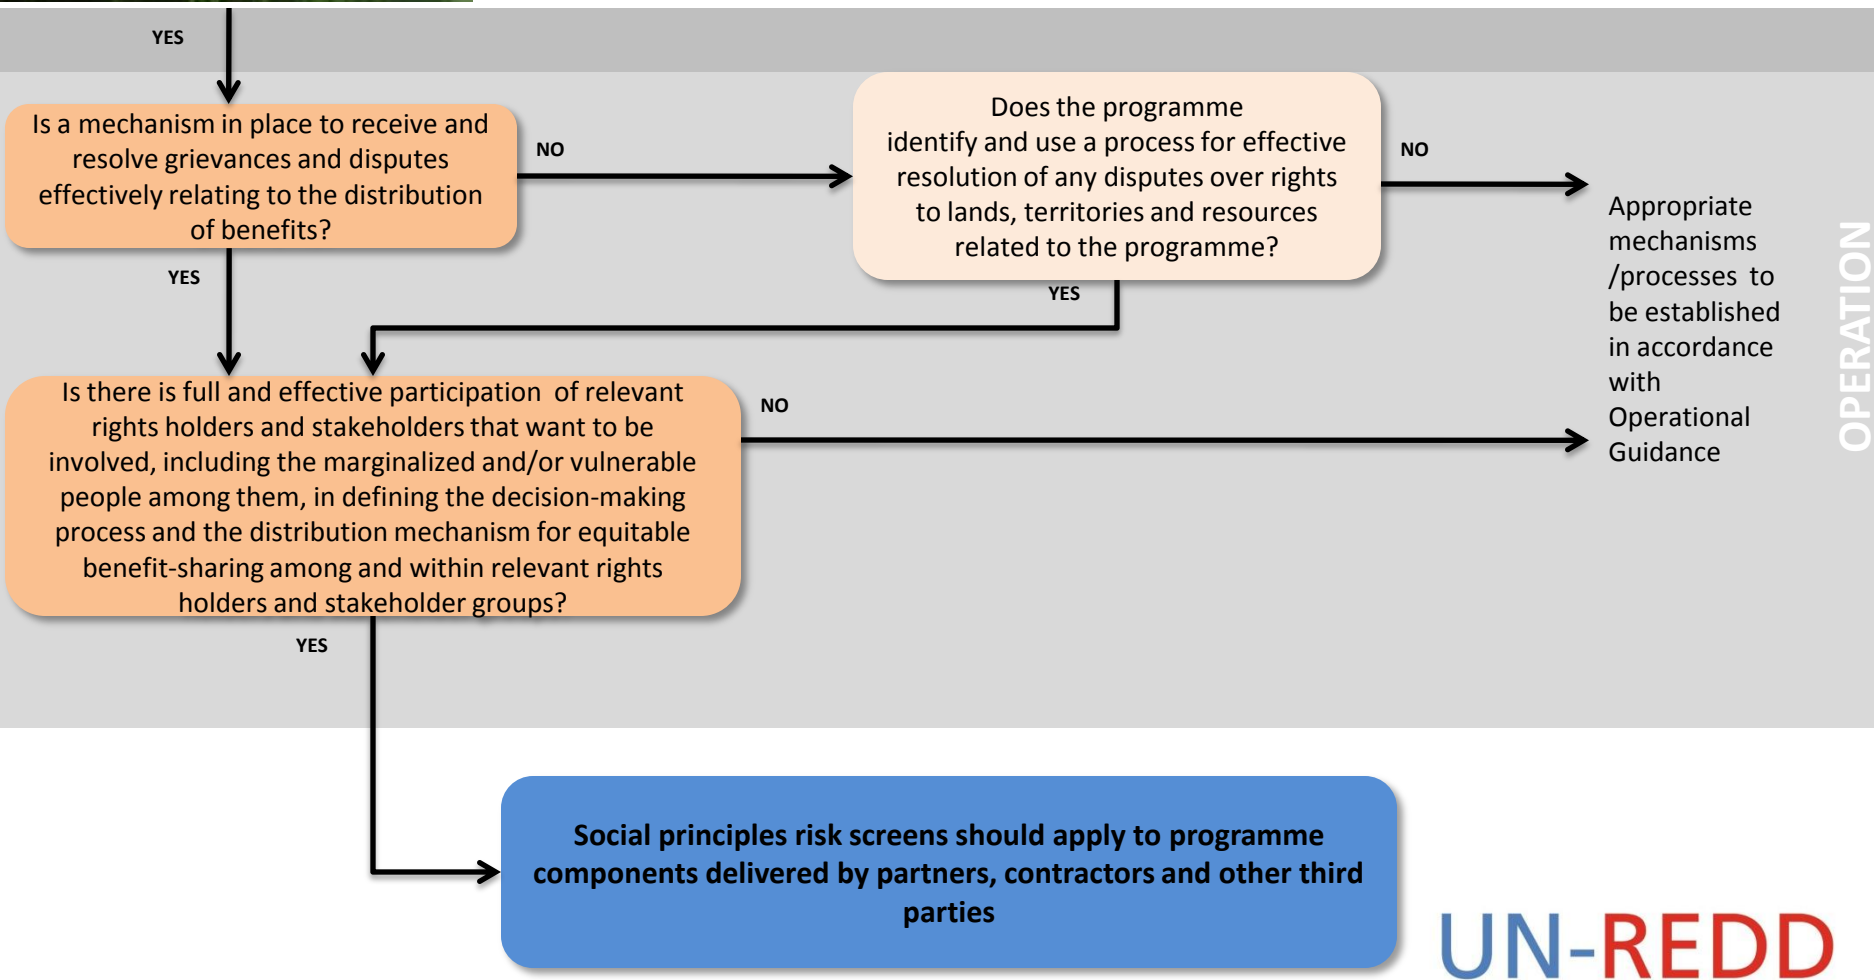 YES
Is a mechanism in place to receive and
resolve grievances and disputes
effectively relating to the distribution
of benefits?
NO
Does the programme
identify and use a process for effective
resolution of any disputes over rights
to lands, territories and resources
related to the programme?
NO
Appropriate
mechanisms
/processes to
be established
in accordance
with
Operational
Guidance
OPERATION
YES
YES
Is there is full and effective participation of relevant
rights holders and stakeholders that want to be
involved, including the marginalized and/or vulnerable
people among them, in defining the decision-making
process and the distribution mechanism for equitable
benefit-sharing among and within relevant rights
holders and stakeholder groups?
NO
YES
Social principles risk screens should apply to programme
components delivered by partners, contractors and other third
parties
UN-REDD